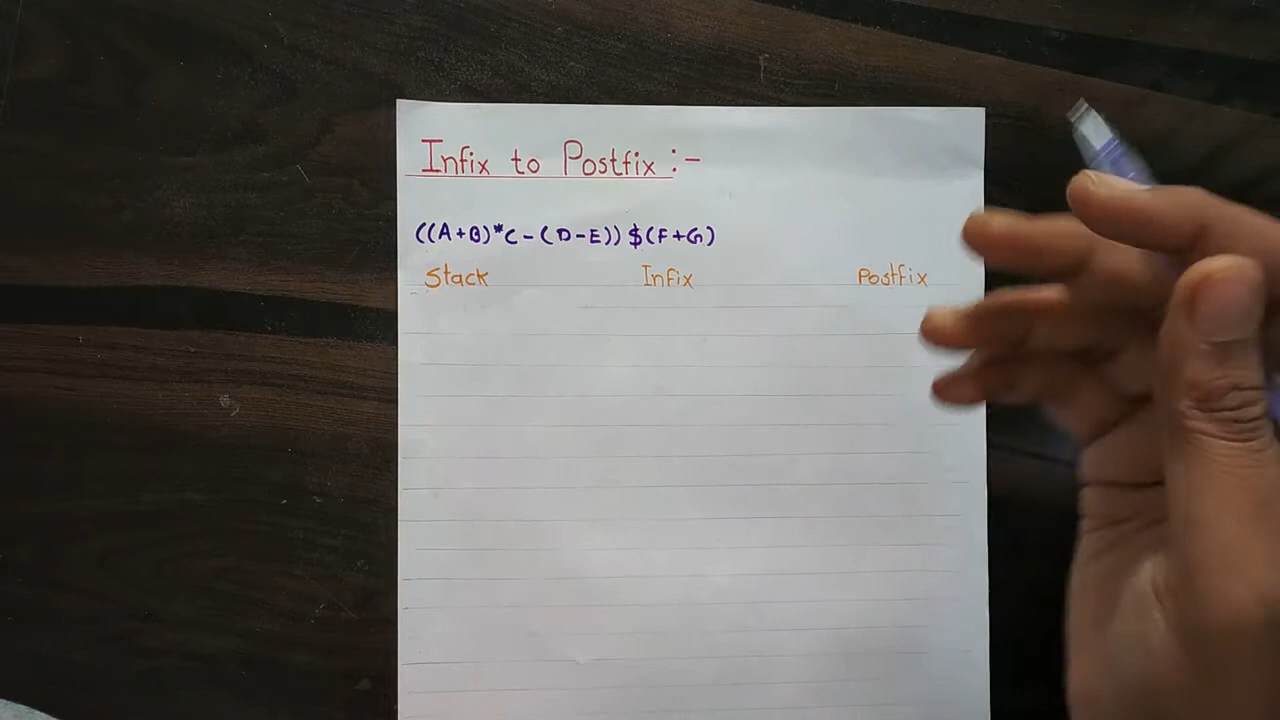 Infix to Postfix :-
((A+B)*C-(D-E))$(F+G)
Stack Infix Postfix